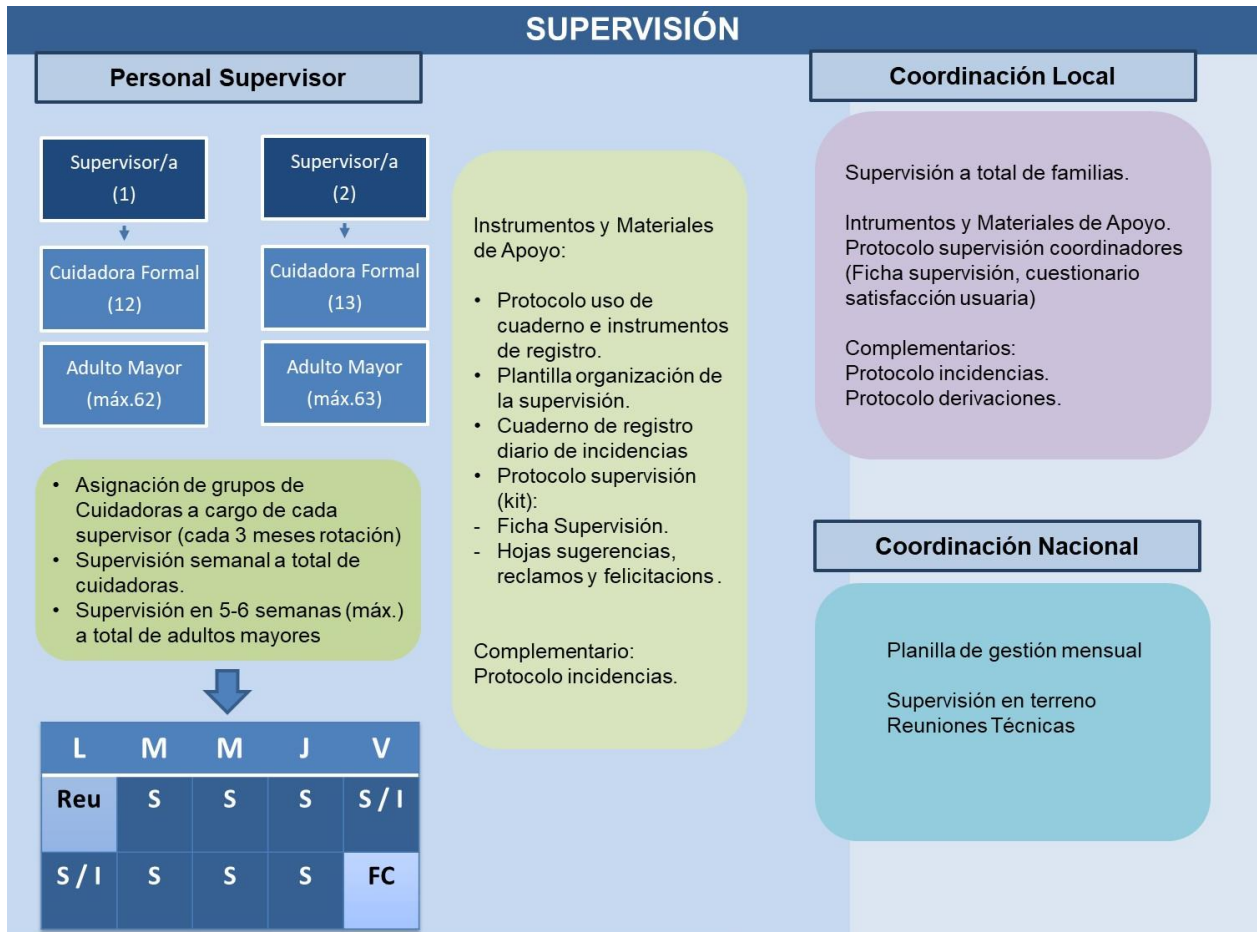 SUPERVISIÓN
Personal Supervisor
Supervisor/a
(1)
Cuidadora Formal
(12)
Adulto Mayor
(máx.62)
Supervisor/a
(2)
Cuidadora Formal
(13)
Adulto Mayor
(máx.63)
• Asignación de grupos de
Cuidadoras a cargo de cada
supervisor (cada 3 meses rotación)
• Supervisión semanal a total de
cuidadoras.
• Supervisión en 5-6 semanas (máx.)
a total de adultos mayores
L M M J V
Reu S S S S / I
S / I S S S FC
Instrumentos y Materiales
de Apoyo:
• Protocolo uso de
cuaderno e instrumentos
de registro.
• Plantilla organización de
la supervisión.
• Cuaderno de registro
diario de incidencias
• Protocolo supervisión
(kit):
- Ficha Supervisión.
- Hojas sugerencias,
reclamos y felicitacions .
Complementario:
Protocolo incidencias.
Coordinación Local
Supervisión a total de familias.
Intrumentos y Materiales de Apoyo.
Protocolo supervisión coordinadores
(Ficha supervisión, cuestionario
satisfacción usuaria)
Complementarios:
Protocolo incidencias.
Protocolo derivaciones.
Coordinación Nacional
Planilla de gestión mensual
Supervisión en terreno
Reuniones Técnicas